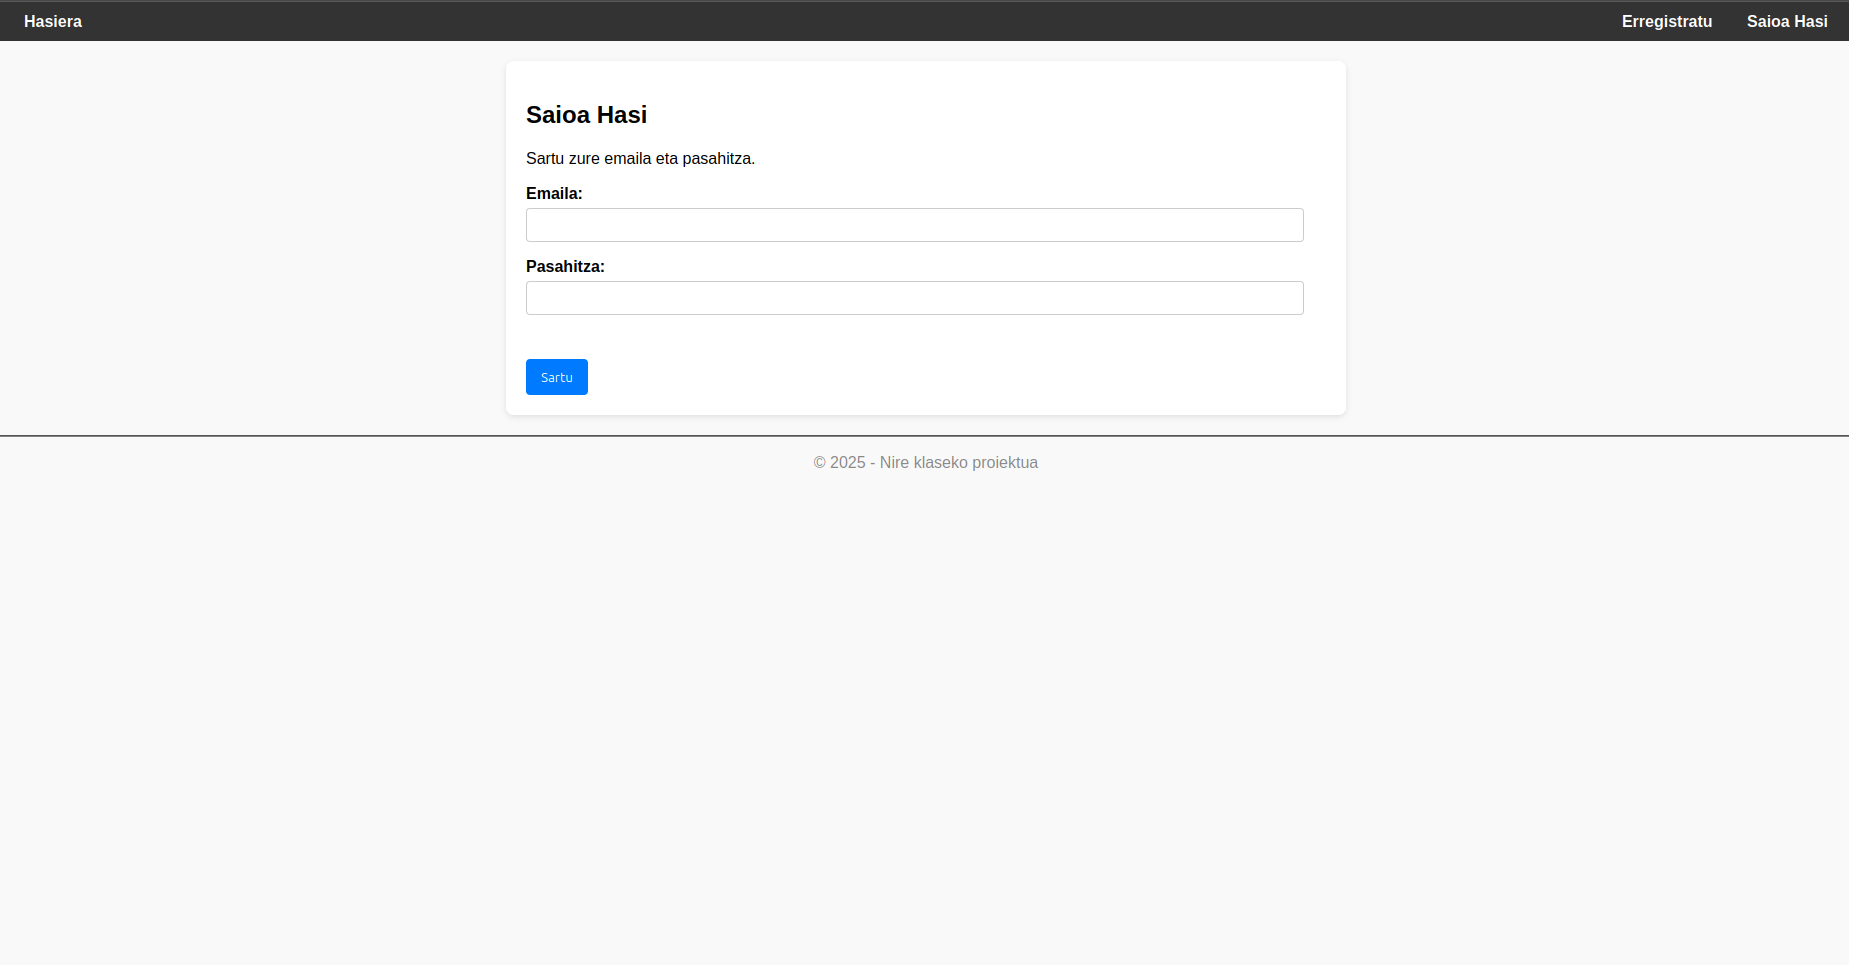 Hasiera Erregistratu Saioa Hasi
Saioa Hasi
Sartu zure emaila eta pasahitza.
Emaila:
Pasahitza:
Sartu
© 2025 - Nire klaseko proiektua